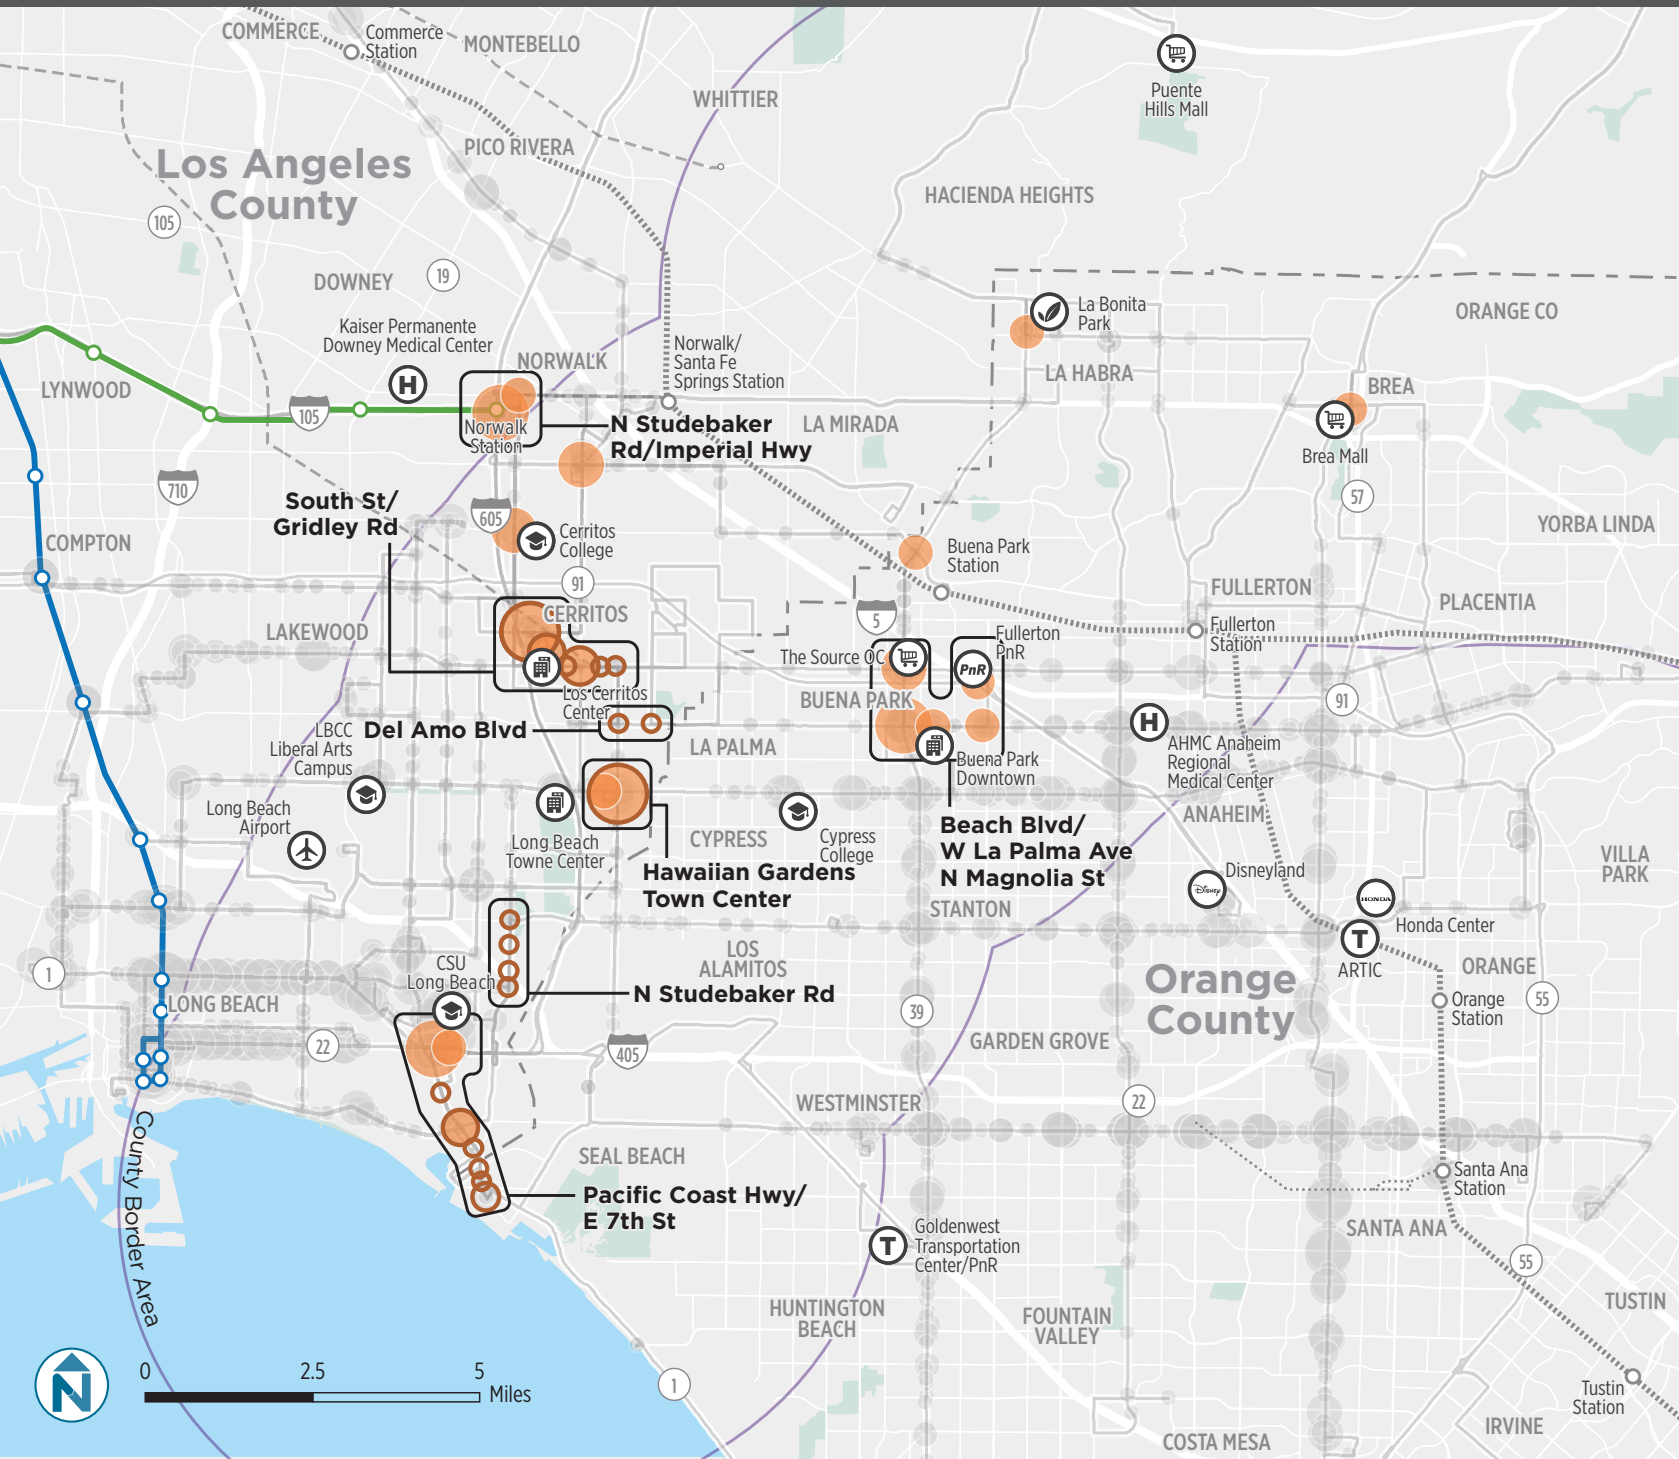 COMMERCE
Commerce
Station
MONTEBELLO
WHITTIER
Puente
Hills Mall
PICO RIVERA
Los Angeles
County
HACIENDA HEIGHTS
105
DOWNEY
19
ORANGE CO
La Bonita
Park
Kaiser Permanente
Downey Medical Center
H
NORWALK
Norwalk/
Santa Fe
Springs Station
LA HABRA
BREA
LYNWOOD
105
Norwalk
Station
N Studebaker
Rd/Imperial Hwy
LA MIRADA
Brea Mall
710
57
South St/
Gridley Rd
605
Cerritos
College
YORBA LINDA
COMPTON
Buena Park
Station
91
CERRITOS
FULLERTON
PLACENTIA
5
LAKEWOOD
Fullerton
Station
Fullerton
PnR
The Source OC
PnR
Los Cerritos
Center
BUENA PARK
91
LBCC
Liberal Arts
Campus
Del Amo Blvd
LA PALMA
H
AHMC Anaheim
Regional
Medical Center
Buena Park
Downtown
Long Beach
Airport
Long Beach
Towne Center
CYPRESS
Cypress
College
Beach Blvd/
W La Palma Ave
N Magnolia St
ANAHEIM
VILLA
PARK
Hawaiian Gardens
Town Center
Disney
Disneyland
STANTON
HONDA
Honda Center
T
ARTIC
LOS
ALAMITOS
CSU
Long Beach
1
N Studebaker Rd
Orange
County
ORANGE
LONG BEACH
39
Orange
Station
55
22
405
GARDEN GROVE
WESTMINSTER
22
County Border Area
SEAL BEACH
Santa Ana
Station
Pacific Coast Hwy/
E 7th St
T
Goldenwest
Transportation
Center/PnR
SANTA ANA
55
HUNTINGTON
BEACH
FOUNTAIN
VALLEY
TUSTIN
N
0
2.5
5
Miles
1
Tustin
Station
IRVINE
COSTA MESA